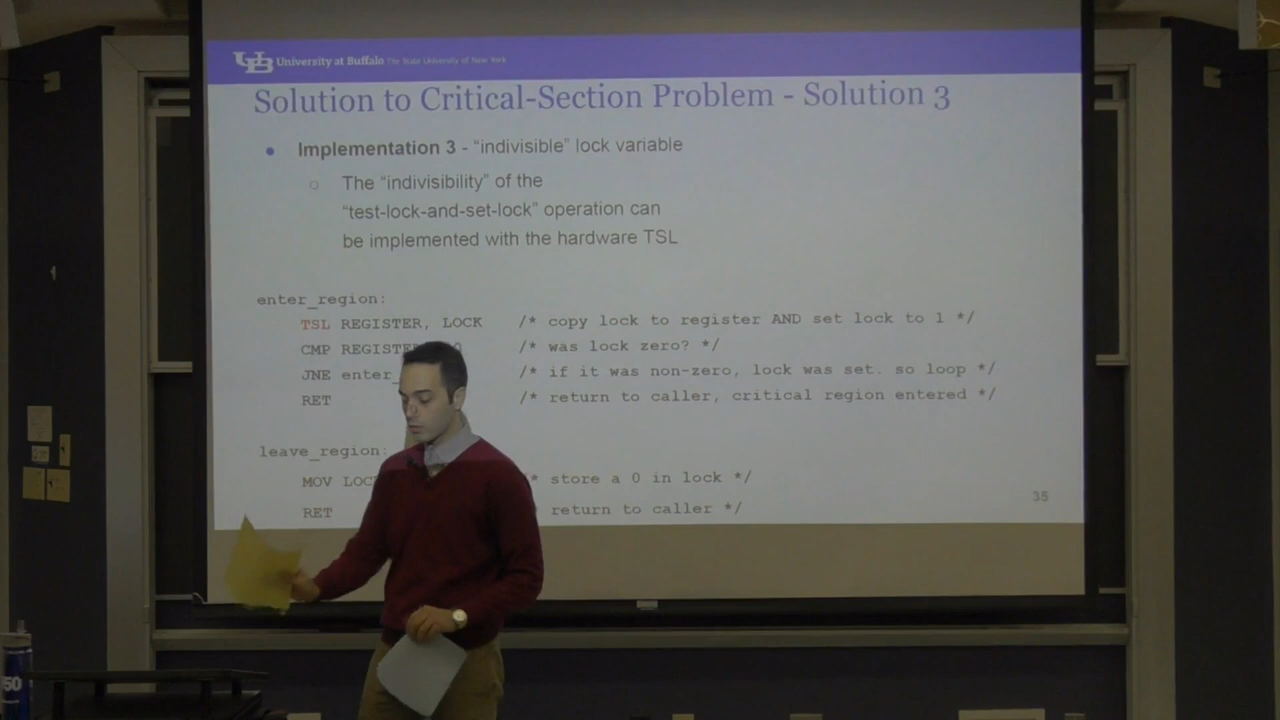 UB University at Buffalo The State University of New York
Solution to Critical-Section Problem - Solution 3
• Implementation 3 - “indivisible” lock variable
○ The “indivisibility” of the
“test-lock-and-set-lock” operation can
be implemented with the hardware TSL
enter_region:
TSL REGISTER, LOCK /* copy lock to register AND set lock to 1 */
CMP /* was lock zero? */
JNE /* if it was non-zero, lock was set. so loop */
RET /* return to caller, critical region entered */
leave_region:
MOV * store a 0 in lock */
RET return to caller */
35
50